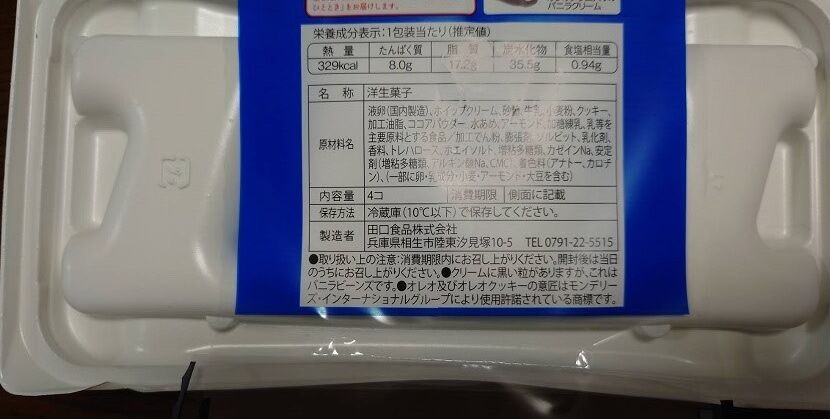 ひととき」をお届けします。
バニラクリーム
栄養成分表示:1包装当たり(推定値)
熱量 たんぱく質 脂質 炭水化物 食塩相当量
329kcal 8.0g 17.2g 35.5g 0.94g
名称 洋生菓子
原材料名
液卵(国内製造)、ホイップクリーム、砂糖、牛乳、小麦粉、クッキー、
加工油脂、ココアパウダー、水あめ、アーモンド、加糖練乳、乳等を
主要原料とする食品/加工でん粉、膨張剤、ソルビット、乳化剤、
香料、トレハロース、ホエイソルト、増粘多糖類、カゼインNa、安定
剤(増粘多糖類、アルギン酸Na、CMC)、着色料(アナトー、カロチ
ン)、(一部に卵・乳成分・小麦・アーモンド・大豆を含む)
内容量 4コ 消費期限 側面に記載
保存方法 冷蔵庫(10℃以下)で保存してください。
製造者 田口食品株式会社
兵庫県相生市陸東汐見塚10-5 TEL 0791-22-5515
●取り扱い上の注意:消費期限内にお召し上がりください。開封後は当日
のうちにお召し上がりください。●クリームに黒い粒がありますが、これは
バニラビーンズです。●オレオ及びオレオクッキーの意匠はモンデリー
ズ・インターナショナルグループにより使用許諾されている商標です。